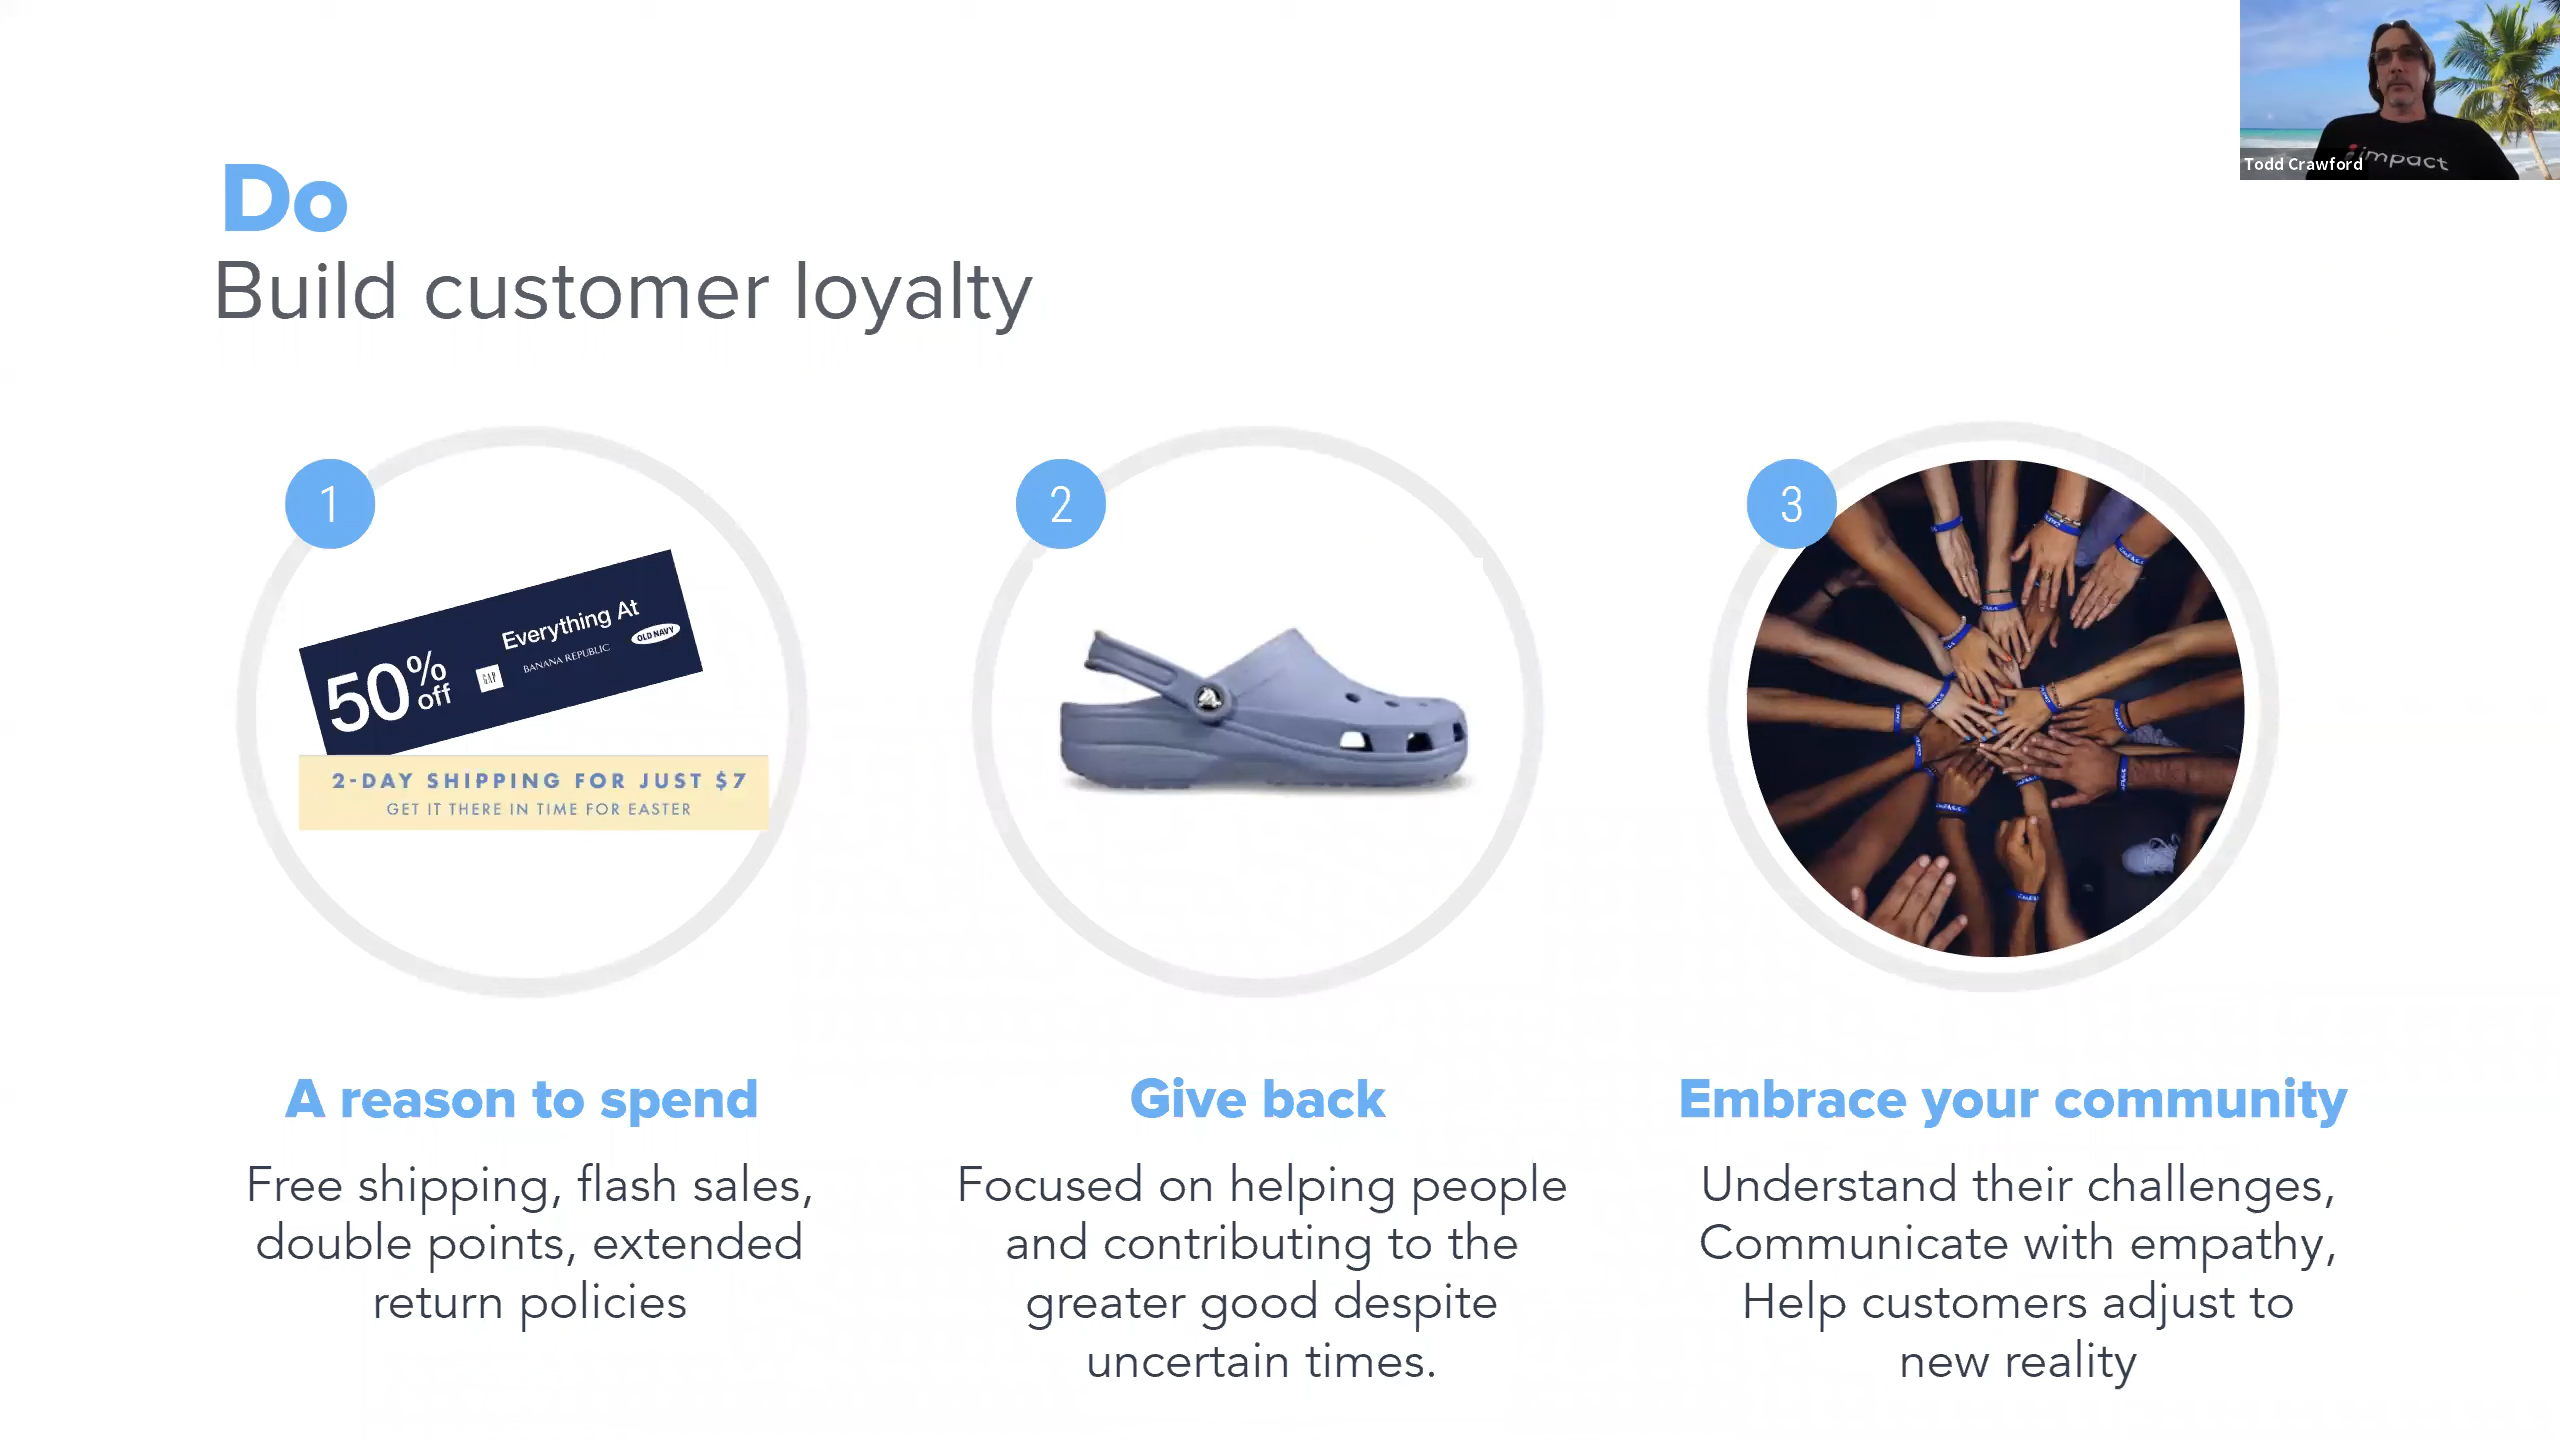 Todd Crawford
impact
Do
Build customer loyalty
1
50% off
Everything At
GAP
BANANA REPUBLIC
OLD NAVY
2-DAY SHIPPING FOR JUST $7
GET IT THERE IN TIME FOR EASTER
2
3
A reason to spend
Free shipping, flash sales,
double points, extended
return policies
Give back
Focused on helping people
and contributing to the
greater good despite
uncertain times.
Embrace your community
Understand their challenges,
Communicate with empathy,
Help customers adjust to
new reality